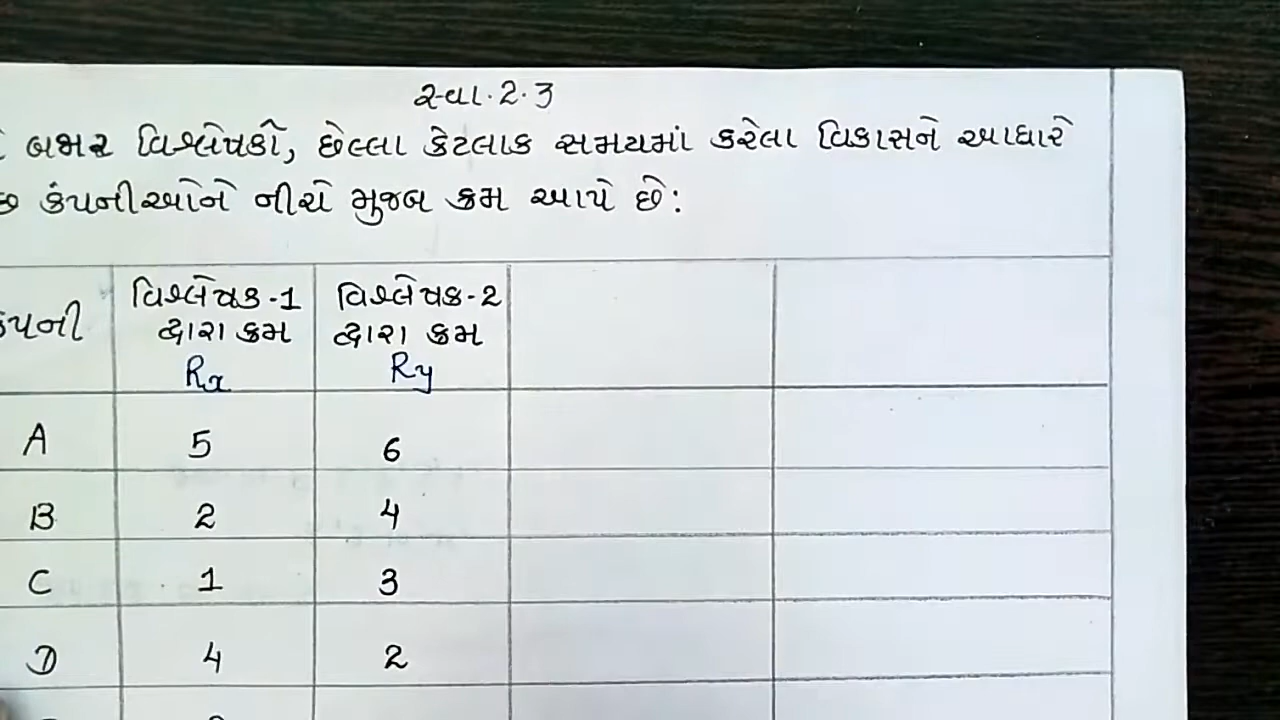 સ્વા.2.3
બજાર વિશ્લેષકો, છેલ્લા કેટલાક સમયમાં કરેલા વિકાસને આધારે
છ કંપનીઓને નીચે મુજબ ક્રમ આપે છે:
કંપની વિશ્લેષક-1 દ્વારા ક્રમ Rx વિશ્લેષક-2 દ્વારા ક્રમ Ry
A 5 6
B 2 4
C 1 3
D 4 2